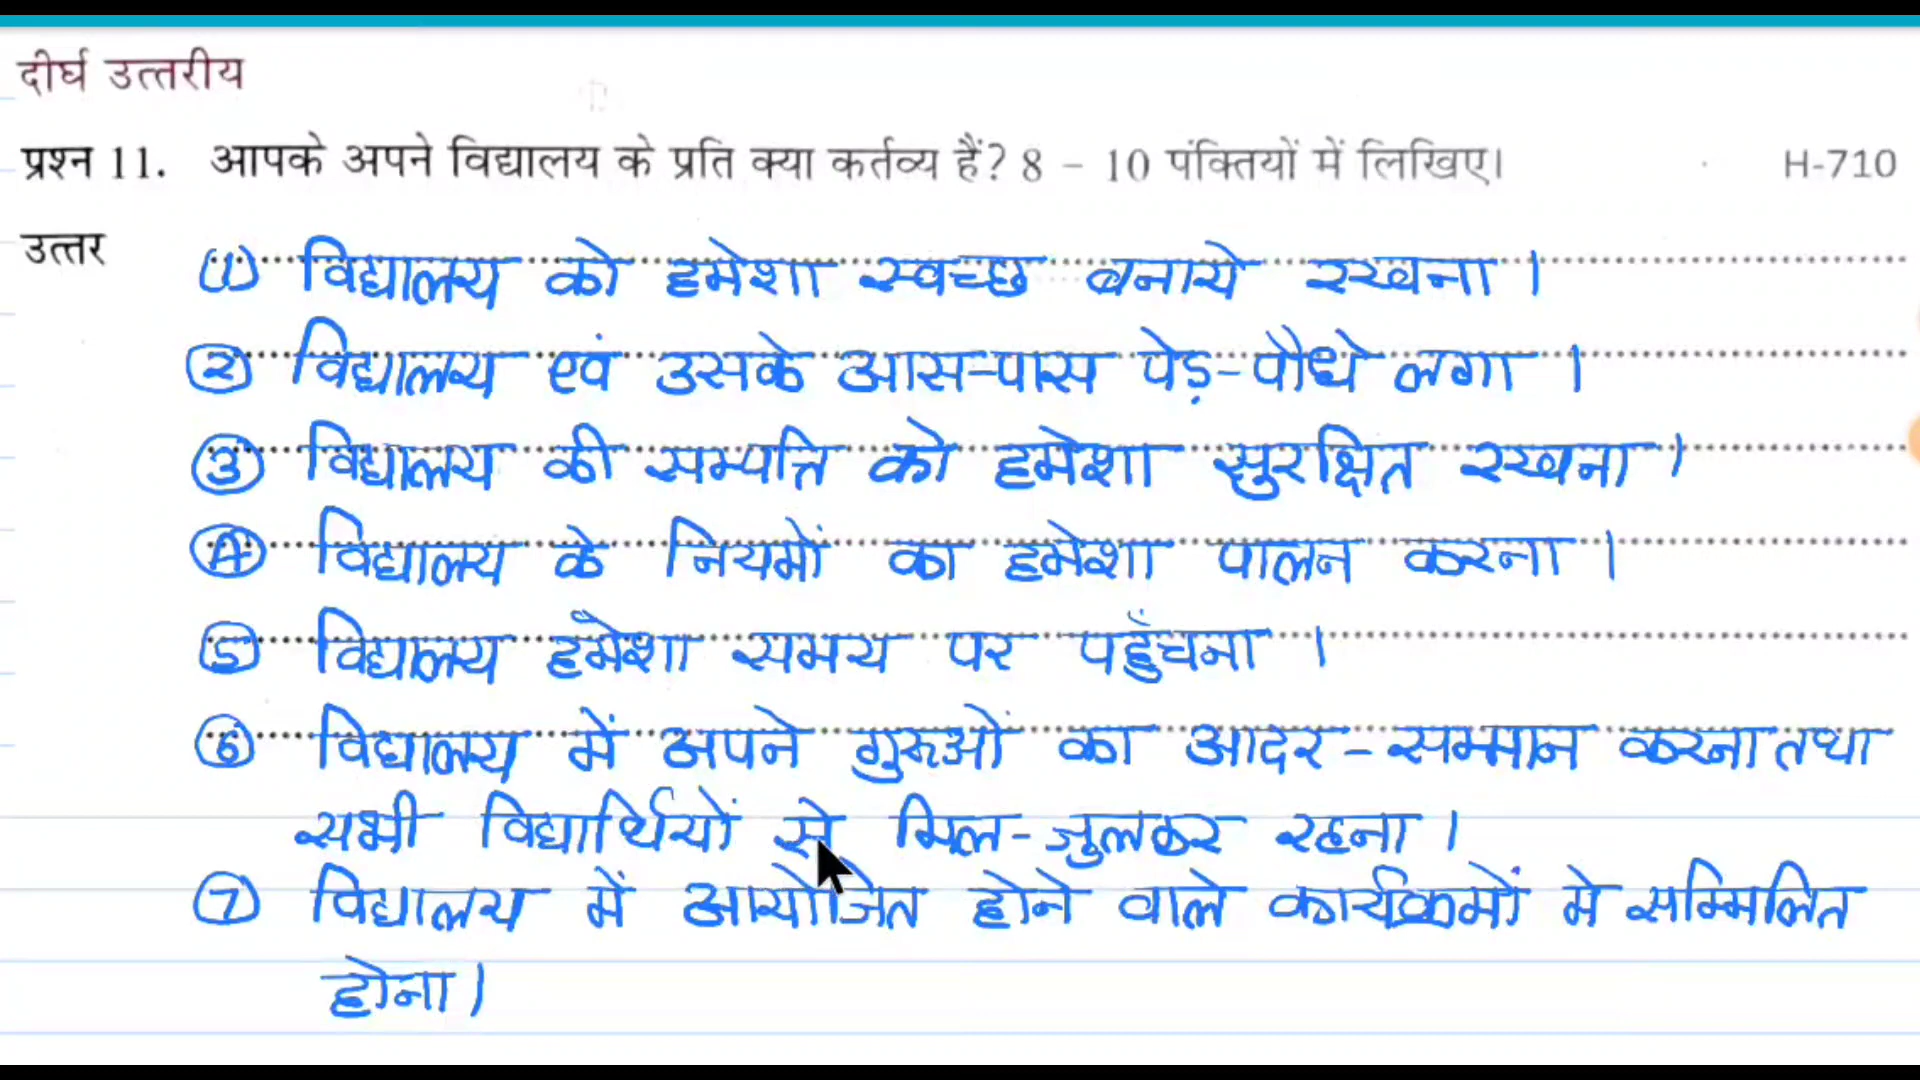 दीर्घ उत्तरीय
प्रश्न 11. आपके अपने विद्यालय के प्रति क्या कर्तव्य हैं? 8 – 10 पंक्तियों में लिखिए। H-710
उत्तर (1) विद्यालय को हमेशा स्वच्छ बनाये रखना।
(2) विद्यालय एवं उसके आस-पास पेड़-पौधे लगा।
(3) विद्यालय की सम्पत्ति को हमेशा सुरक्षित रखना।
(4) विद्यालय के नियमों का हमेशा पालन करना।
(5) विद्यालय हमेशा समय पर पहुँचना।
(6) विद्यालय में अपने गुरूओं का आदर-सम्मान करना तथा
सभी विद्यार्थियों से मिल-जुलकर रहना।
(7) विद्यालय में आयोजित होने वाले कार्यक्रमों मे सम्मिलित
होना।